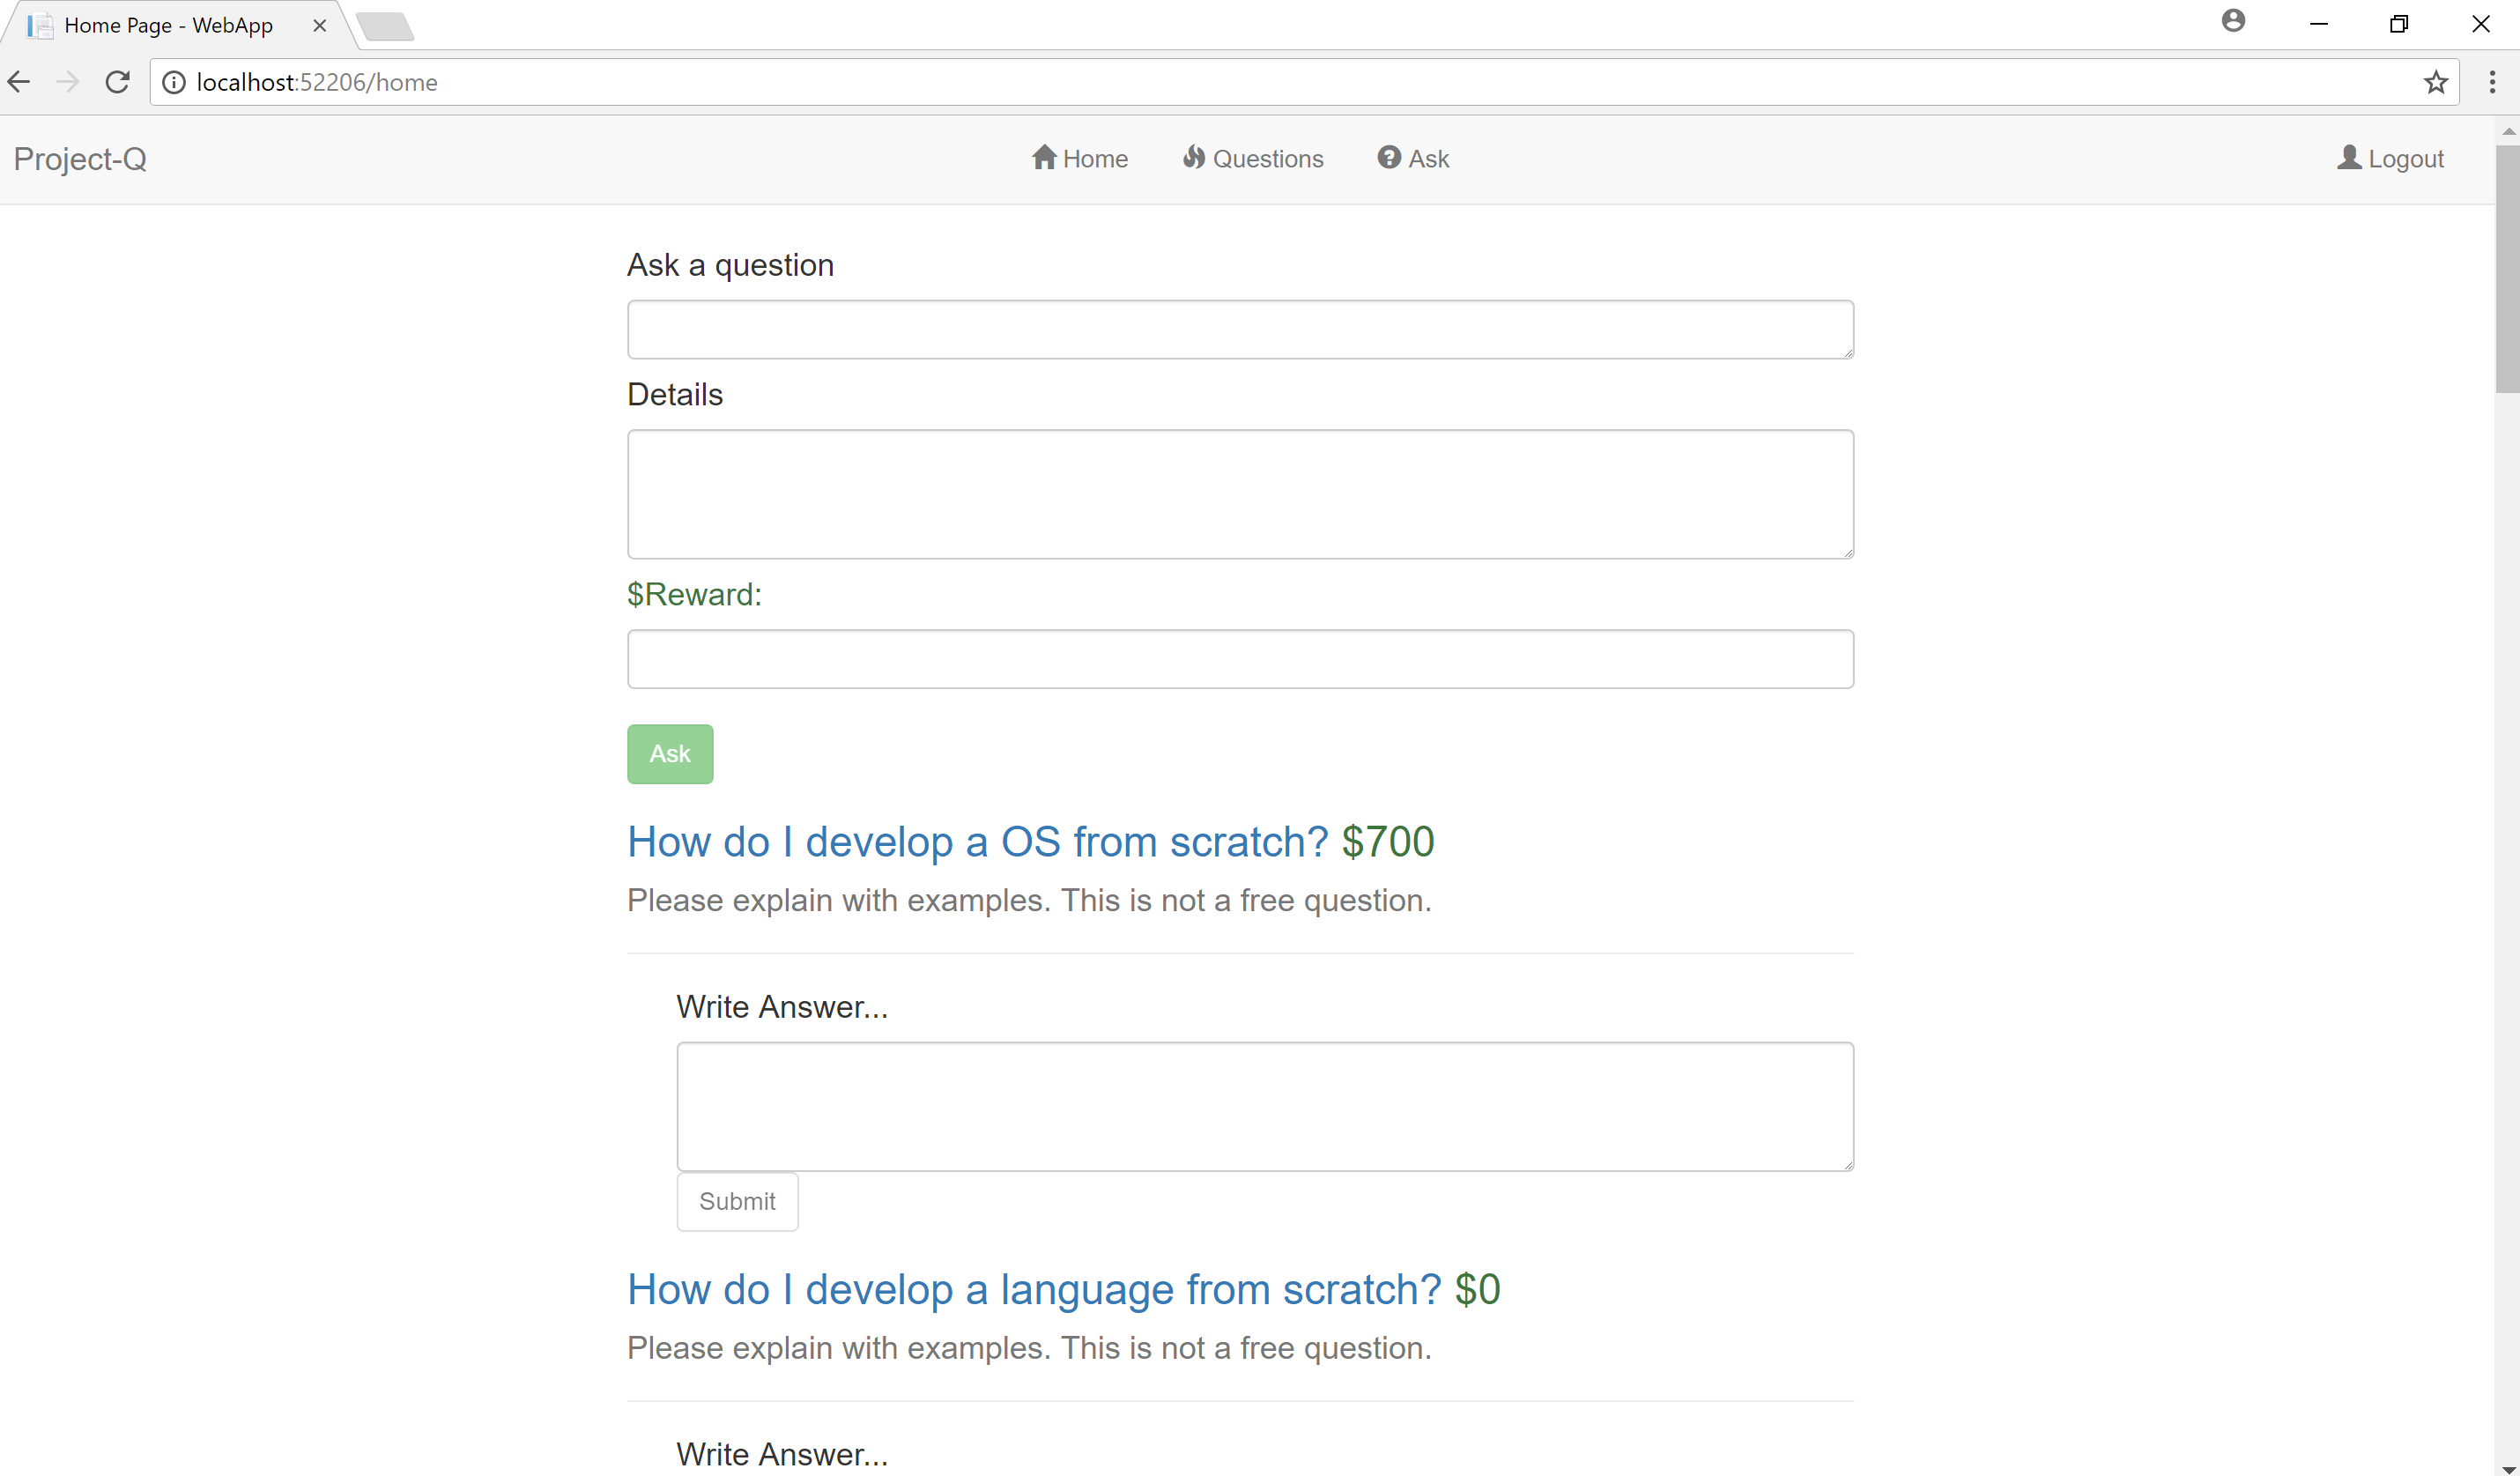 Home Page - WebApp
localhost:52206/home
Project-Q
Home
Questions
Ask
Logout
Ask a question
Details
$Reward:
Ask
How do I develop a OS from scratch? $700
Please explain with examples. This is not a free question.
Write Answer...
Submit
How do I develop a language from scratch? $0
Please explain with examples. This is not a free question.
Write Answer...